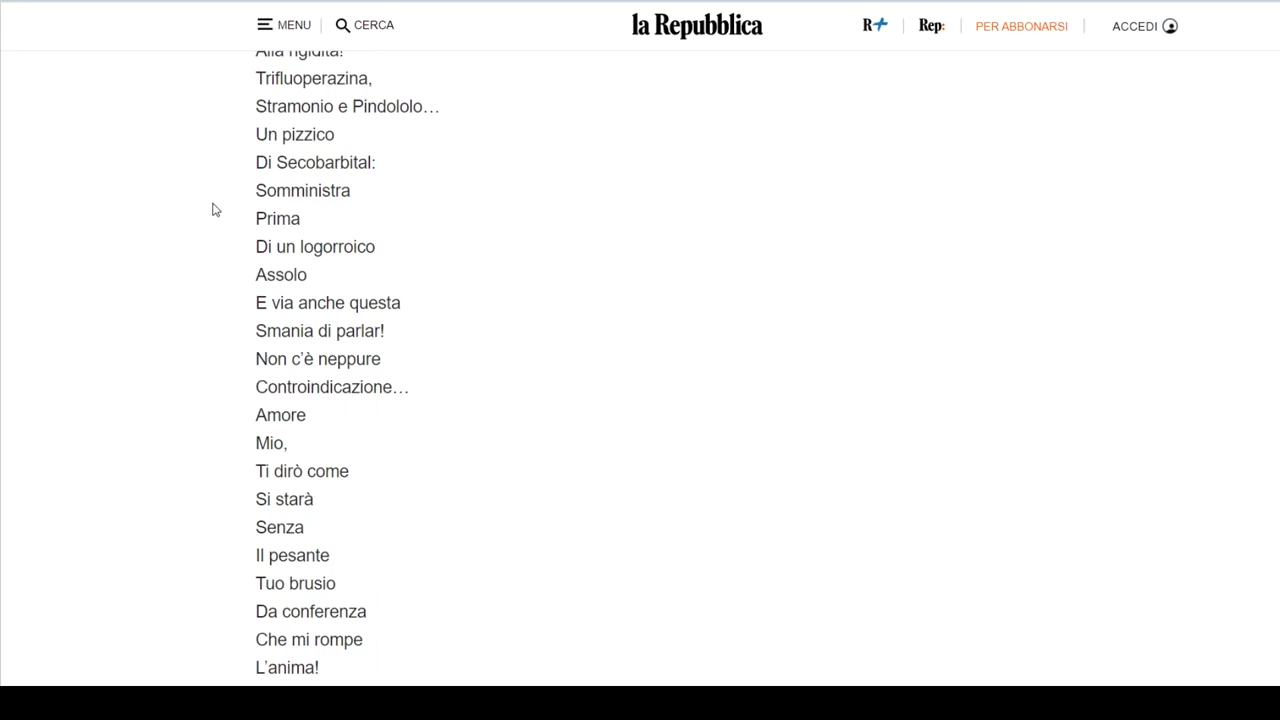 MENU
CERCA
la Repubblica
R+
Rep:
PER ABBONARSI
ACCEDI
Alla rigidità!
Trifluoperazina,
Stramonio e Pindololo…
Un pizzico
Di Secobarbital:
Somministra
Prima
Di un logorroico
Assolo
E via anche questa
Smania di parlar!
Non c’è neppure
Controindicazione…
Amore
Mio,
Ti dirò come
Si starà
Senza
Il pesante
Tuo brusio
Da conferenza
Che mi rompe
L’anima!